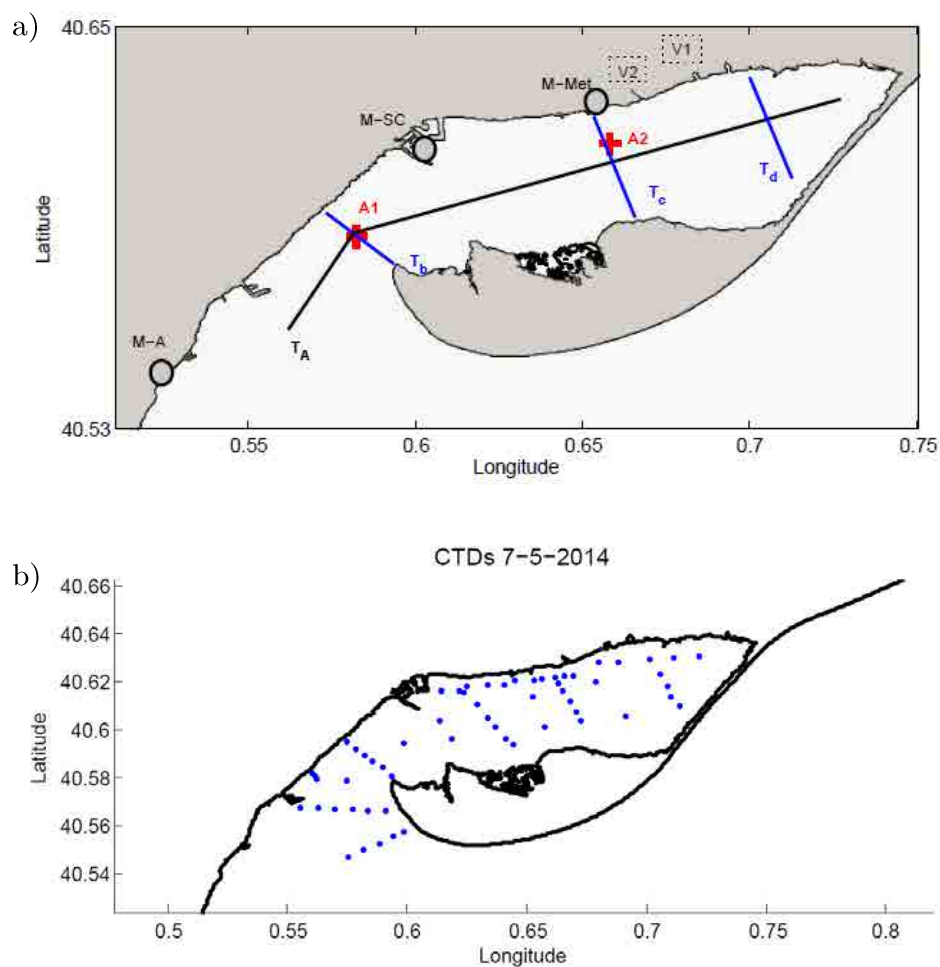 a)
40.65
V1
V2
M-Met
M-SC
A2
A1
T_d
T_c
T_b
Latitude
M-A
T_A
40.53
0.55 0.6 0.65 0.7 0.75
Longitude
b)
CTDs 7-5-2014
40.66
40.64
40.62
40.6
40.58
40.56
40.54
Latitude
0.5 0.55 0.6 0.65 0.7 0.75 0.8
Longitude